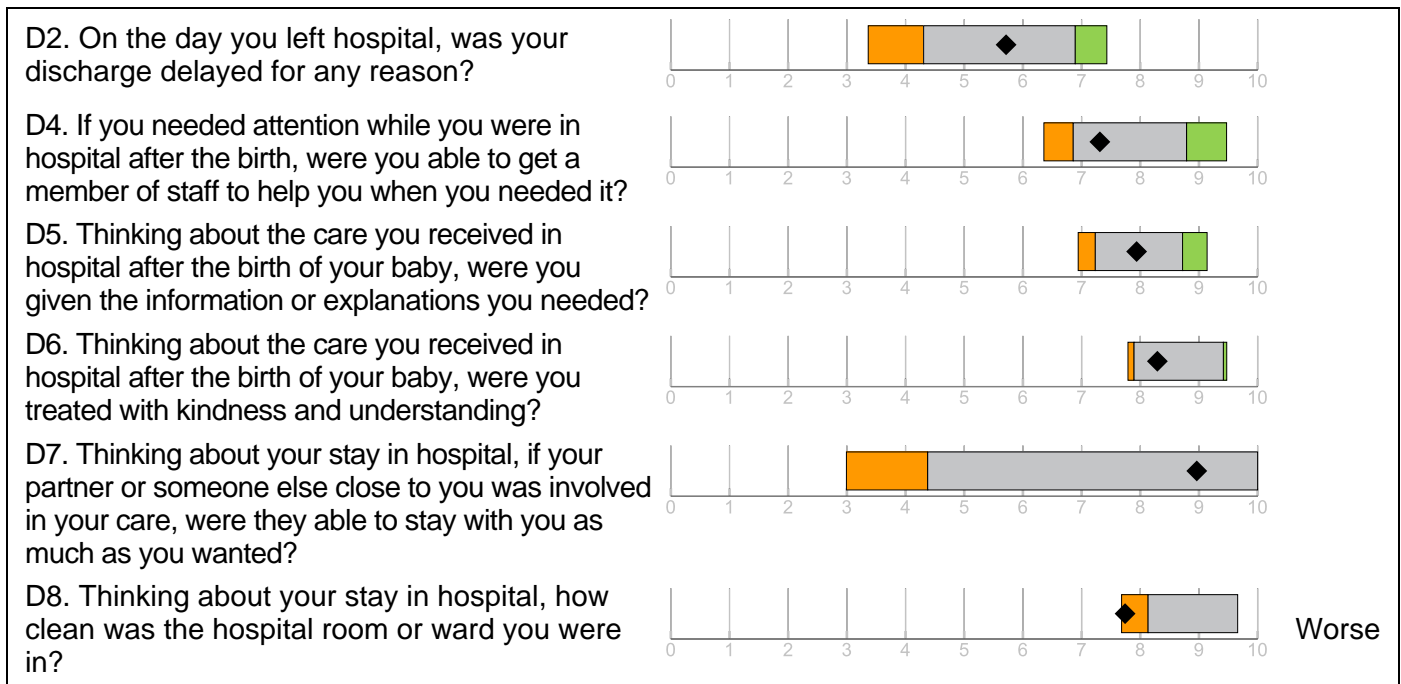 D2. On the day you left hospital, was your
discharge delayed for any reason?
0 1 2 3 4 5 6 7 8 9 10
D4. If you needed attention while you were in
hospital after the birth, were you able to get a
member of staff to help you when you needed it?
0 1 2 3 4 5 6 7 8 9 10
D5. Thinking about the care you received in
hospital after the birth of your baby, were you
given the information or explanations you needed?
0 1 2 3 4 5 6 7 8 9 10
D6. Thinking about the care you received in
hospital after the birth of your baby, were you
treated with kindness and understanding?
0 1 2 3 4 5 6 7 8 9 10
D7. Thinking about your stay in hospital, if your
partner or someone else close to you was involved
in your care, were they able to stay with you as
much as you wanted?
0 1 2 3 4 5 6 7 8 9 10
D8. Thinking about your stay in hospital, how
clean was the hospital room or ward you were
in?
0 1 2 3 4 5 6 7 8 9 10
Worse